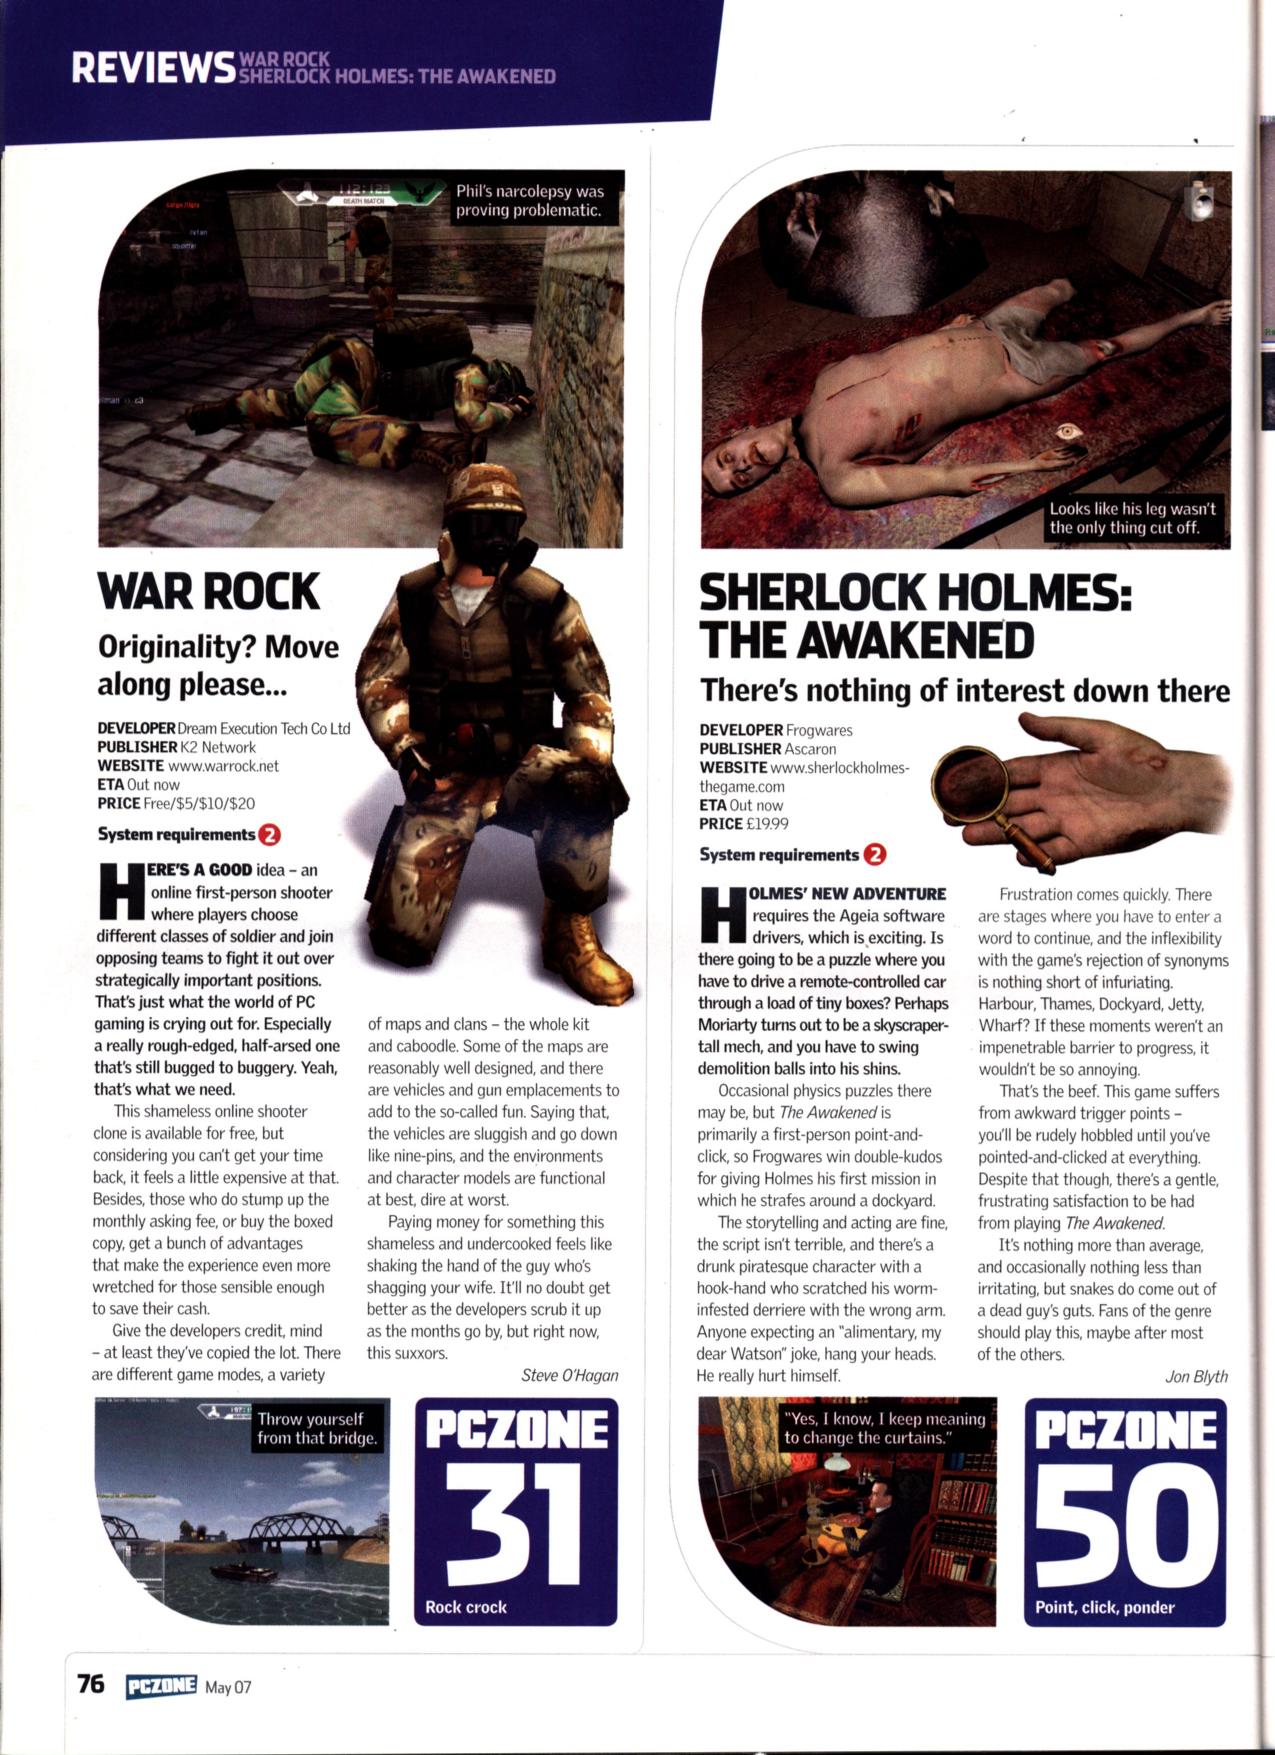 REVIEWS WAR ROCK
SHERLOCK HOLMES: THE AWAKENED
112:123
DEATH MATCH
Phil's narcolepsy was
proving problematic.
WAR ROCK
Originality? Move
along please...
DEVELOPER Dream Execution Tech Co Ltd
PUBLISHER K2 Network
WEBSITE www.warrock.net
ETA Out now
PRICE Free/$5/$10/$20
System requirements 2
HERE'S A GOOD idea – an
online first-person shooter
where players choose
different classes of soldier and join
opposing teams to fight it out over
strategically important positions.
That's just what the world of PC
gaming is crying out for. Especially
a really rough-edged, half-arsed one
that's still bugged to buggery. Yeah,
that's what we need.
This shameless online shooter
clone is available for free, but
considering you can't get your time
back, it feels a little expensive at that.
Besides, those who do stump up the
monthly asking fee, or buy the boxed
copy, get a bunch of advantages
that make the experience even more
wretched for those sensible enough
to save their cash.
Give the developers credit, mind
– at least they've copied the lot. There
are different game modes, a variety
of maps and clans – the whole kit
and caboodle. Some of the maps are
reasonably well designed, and there
are vehicles and gun emplacements to
add to the so-called fun. Saying that,
the vehicles are sluggish and go down
like nine-pins, and the environments
and character models are functional
at best, dire at worst.
Paying money for something this
shameless and undercooked feels like
shaking the hand of the guy who's
shagging your wife. It'll no doubt get
better as the developers scrub it up
as the months go by, but right now,
this suxxors.
Steve O'Hagan
Throw yourself
from that bridge.
PCZONE
31
Rock crock
Looks like his leg wasn't
the only thing cut off.
SHERLOCK HOLMES:
THE AWAKENED
There's nothing of interest down there
DEVELOPER Frogwares
PUBLISHER Ascaron
WEBSITE www.sherlockholmes-
thegame.com
ETA Out now
PRICE £19.99
System requirements 2
HOLMES' NEW ADVENTURE
requires the Ageia software
drivers, which is exciting. Is
there going to be a puzzle where you
have to drive a remote-controlled car
through a load of tiny boxes? Perhaps
Moriarty turns out to be a skyscraper-
tall mech, and you have to swing
demolition balls into his shins.
Occasional physics puzzles there
may be, but The Awakened is
primarily a first-person point-and-
click, so Frogwares win double-kudos
for giving Holmes his first mission in
which he strafes around a dockyard.
The storytelling and acting are fine,
the script isn't terrible, and there's a
drunk piratesque character with a
hook-hand who scratched his worm-
infested derriere with the wrong arm.
Anyone expecting an "alimentary, my
dear Watson" joke, hang your heads.
He really hurt himself.
Frustration comes quickly. There
are stages where you have to enter a
word to continue, and the inflexibility
with the game's rejection of synonyms
is nothing short of infuriating.
Harbour, Thames, Dockyard, Jetty,
Wharf? If these moments weren't an
impenetrable barrier to progress, it
wouldn't be so annoying.
That's the beef. This game suffers
from awkward trigger points –
you'll be rudely hobbled until you've
pointed-and-clicked at everything.
Despite that though, there's a gentle,
frustrating satisfaction to be had
from playing The Awakened.
It's nothing more than average,
and occasionally nothing less than
irritating, but snakes do come out of
a dead guy's guts. Fans of the genre
should play this, maybe after most
of the others.
Jon Blyth
"Yes, I know, I keep meaning
to change the curtains."
PCZONE
50
Point, click, ponder
76 PCZONE May 07